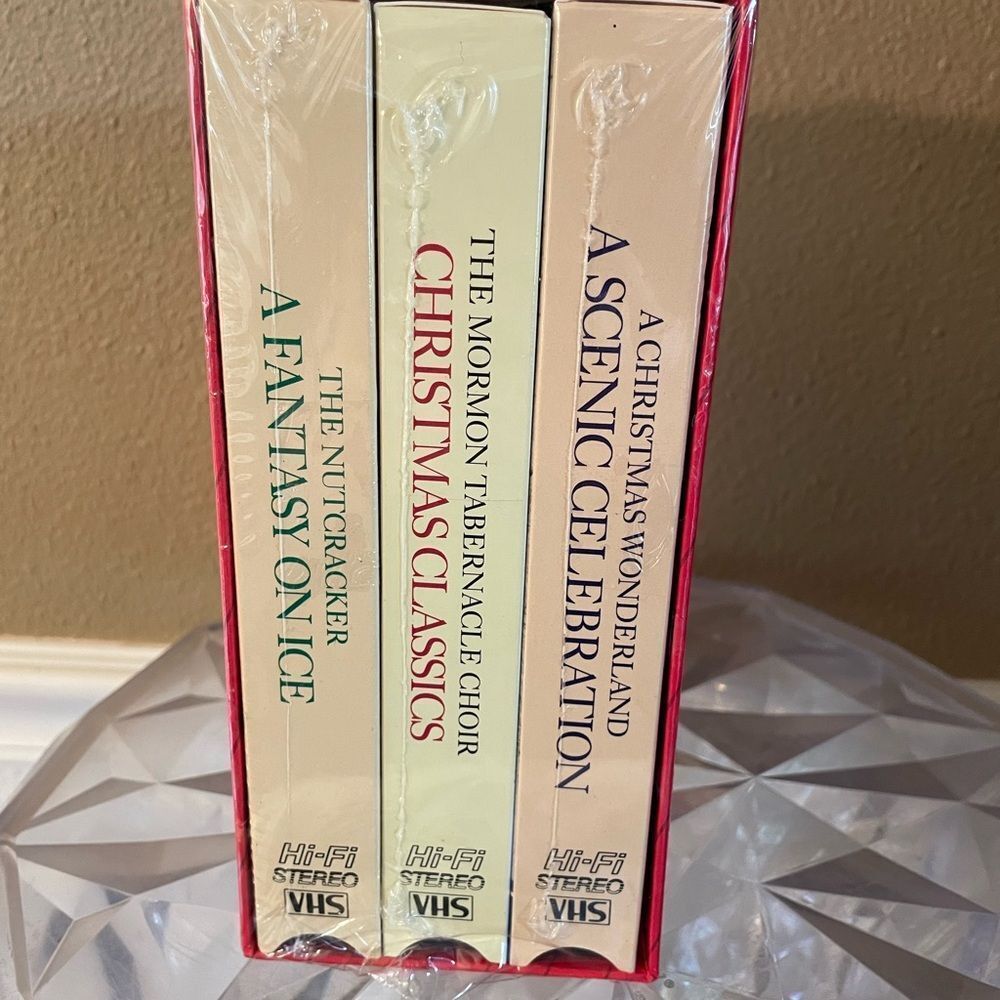 THE NUTCRACKER
A FANTASY ON ICE
Hi-Fi
STEREO
VHS
THE MORMON TABERNACLE CHOIR
CHRISTMAS CLASSICS
Hi-Fi
STEREO
VHS
A CHRISTMAS WONDERLAND
A SCENIC CELEBRATION
Hi-Fi
STEREO
VHS